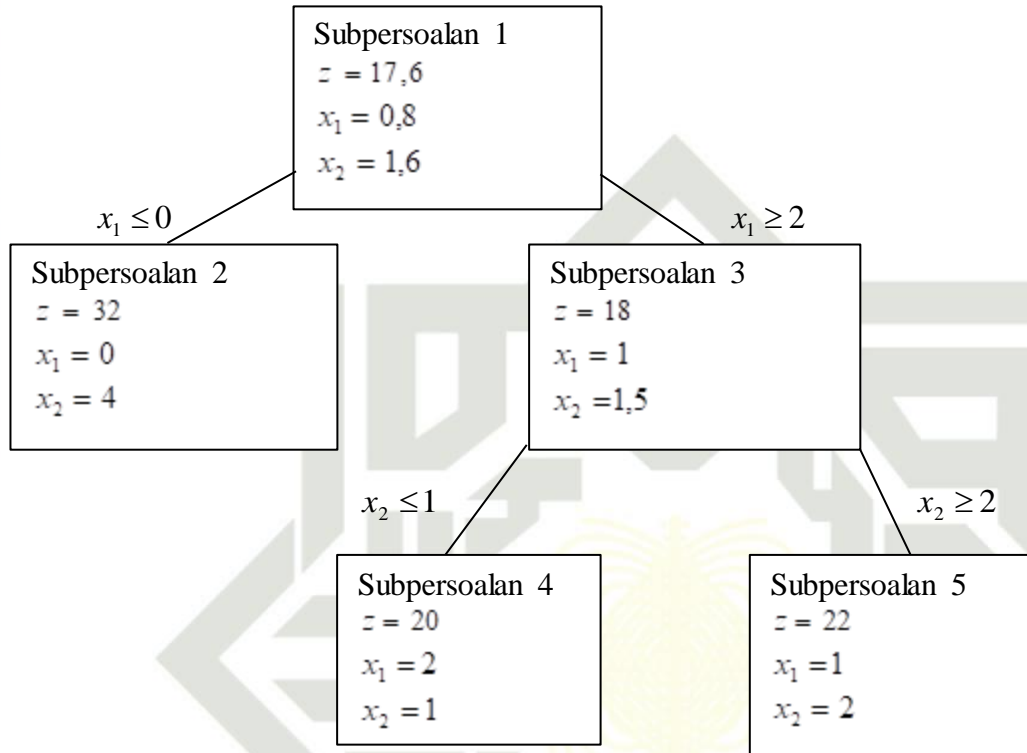 Subpersoalan 1
z = 17,6
x₁ = 0,8
x₂ = 1,6
x₁ ≤ 0
x₁ ≥ 2
Subpersoalan 2
z = 32
x₁ = 0
x₂ = 4
Subpersoalan 3
z = 18
x₁ = 1
x₂ =1,5
x₂ ≤ 1
x₂ ≥ 2
Subpersoalan 4
z = 20
x₁ = 2
x₂ = 1
Subpersoalan 5
z = 22
x₁ = 1
x₂ = 2